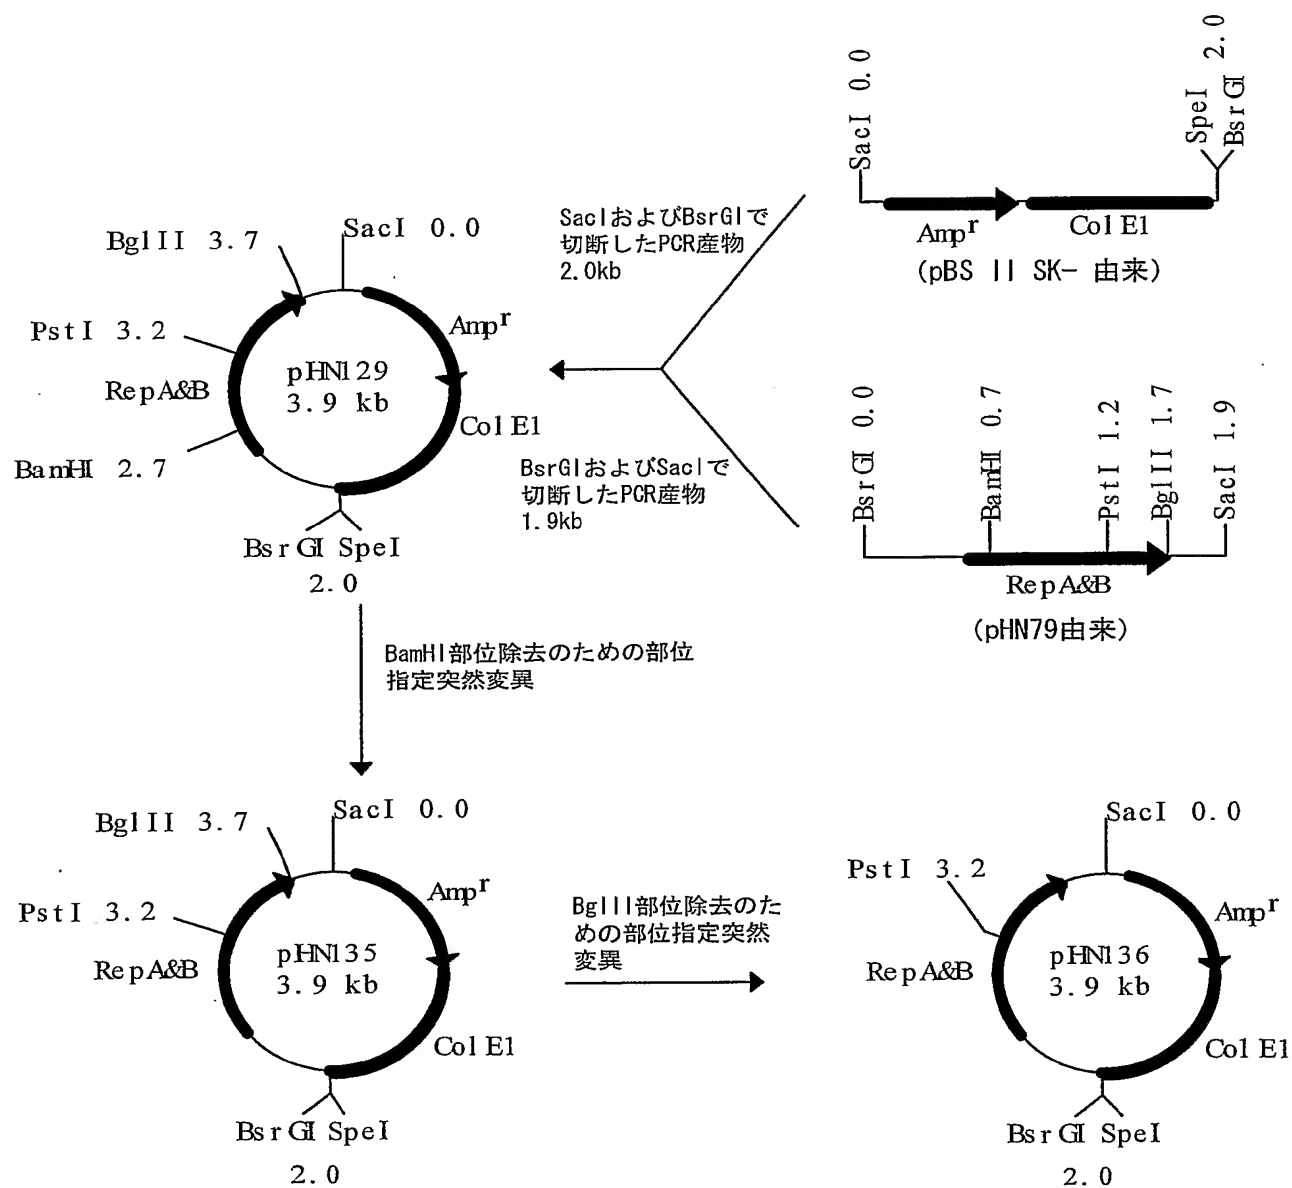 SacI 0.0
SpeI
BsrGI 2.0
Ampr
ColE1
(pBS II SK- 由来)
SacIおよびBsrGIで
切断したPCR産物
2.0kb
BglII 3.7
SacI 0.0
PstI 3.2
Ampr
pHN129
3.9 kb
RepA&B
ColE1
BamHI 2.7
BsrGI SpeI
2.0
BsrGIおよびSacIで
切断したPCR産物
1.9kb
BsrGI 0.0
BamHI 0.7
PstI 1.2
BglII 1.7
SacI 1.9
RepA&B
(pHN79由来)
BamHI部位除去のための部位
指定突然変異
BglII 3.7
SacI 0.0
PstI 3.2
Ampr
pHN135
3.9 kb
RepA&B
ColE1
BsrGI SpeI
2.0
BglII部位除去のた
めの部位指定突然
変異
SacI 0.0
PstI 3.2
Ampr
pHN136
3.9 kb
RepA&B
ColE1
BsrGI SpeI
2.0